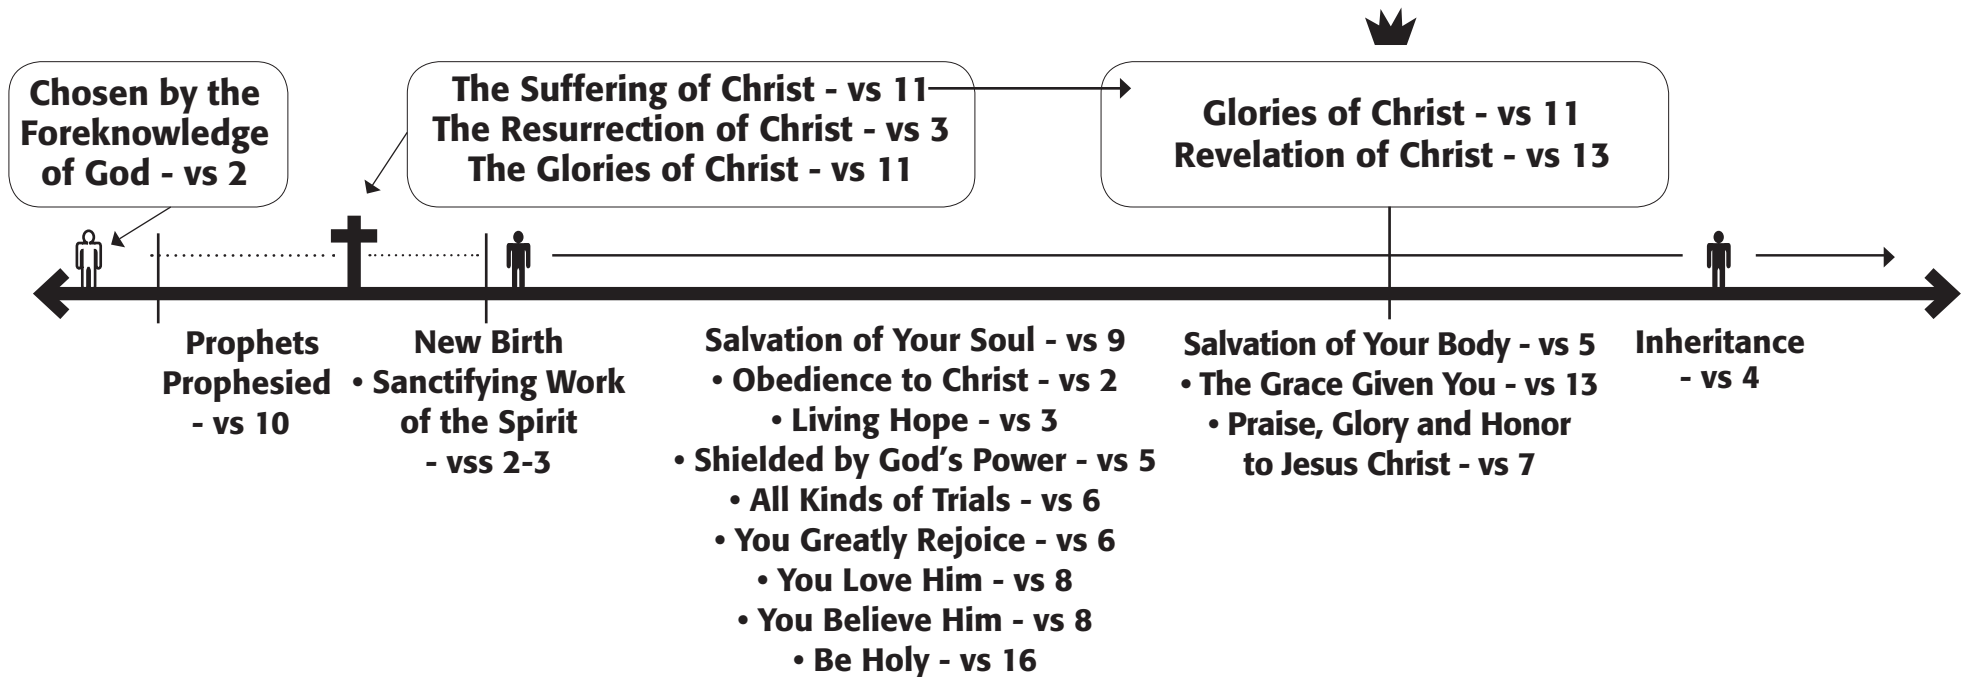 Chosen by the
Foreknowledge
of God - vs 2
The Suffering of Christ - vs 11
The Resurrection of Christ - vs 3
The Glories of Christ - vs 11
Glories of Christ - vs 11
Revelation of Christ - vs 13
Prophets
Prophesied
- vs 10
New Birth
• Sanctifying Work
of the Spirit
- vss 2-3
Salvation of Your Soul - vs 9
• Obedience to Christ - vs 2
• Living Hope - vs 3
• Shielded by God’s Power - vs 5
• All Kinds of Trials - vs 6
• You Greatly Rejoice - vs 6
• You Love Him - vs 8
• You Believe Him - vs 8
• Be Holy - vs 16
Salvation of Your Body - vs 5
• The Grace Given You - vs 13
• Praise, Glory and Honor
to Jesus Christ - vs 7
Inheritance
- vs 4